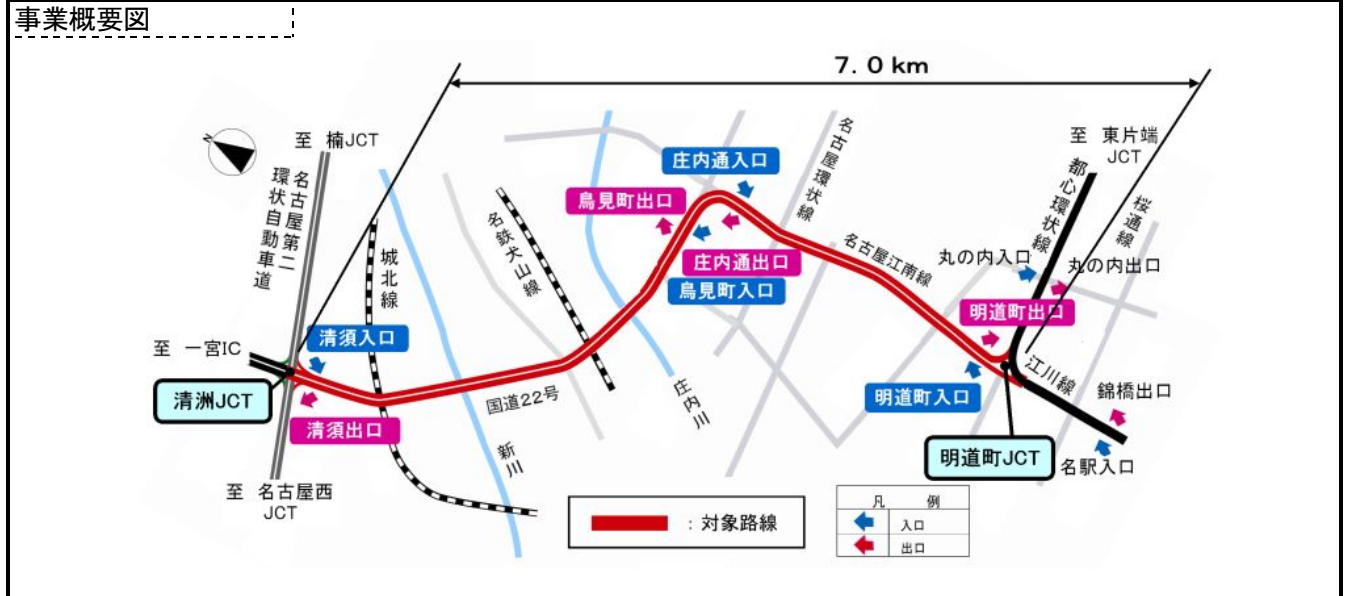 事業概要図
7.0 km
N
至 楠JCT
名古屋第二
環状自動車道
城北線
名鉄犬山線
庄内通入口
鳥見町出口
庄内通出口
鳥見町入口
名古屋環状線
名古屋江南線
至 東片端
JCT
都心環状線
桜通線
丸の内入口
丸の内出口
明道町出口
至 一宮IC
清須入口
清洲JCT
清須出口
国道22号
新川
庄内川
明道町入口
江川線
錦橋出口
明道町JCT
名駅入口
至 名古屋西
JCT
:対象路線
凡 例
入口
出口